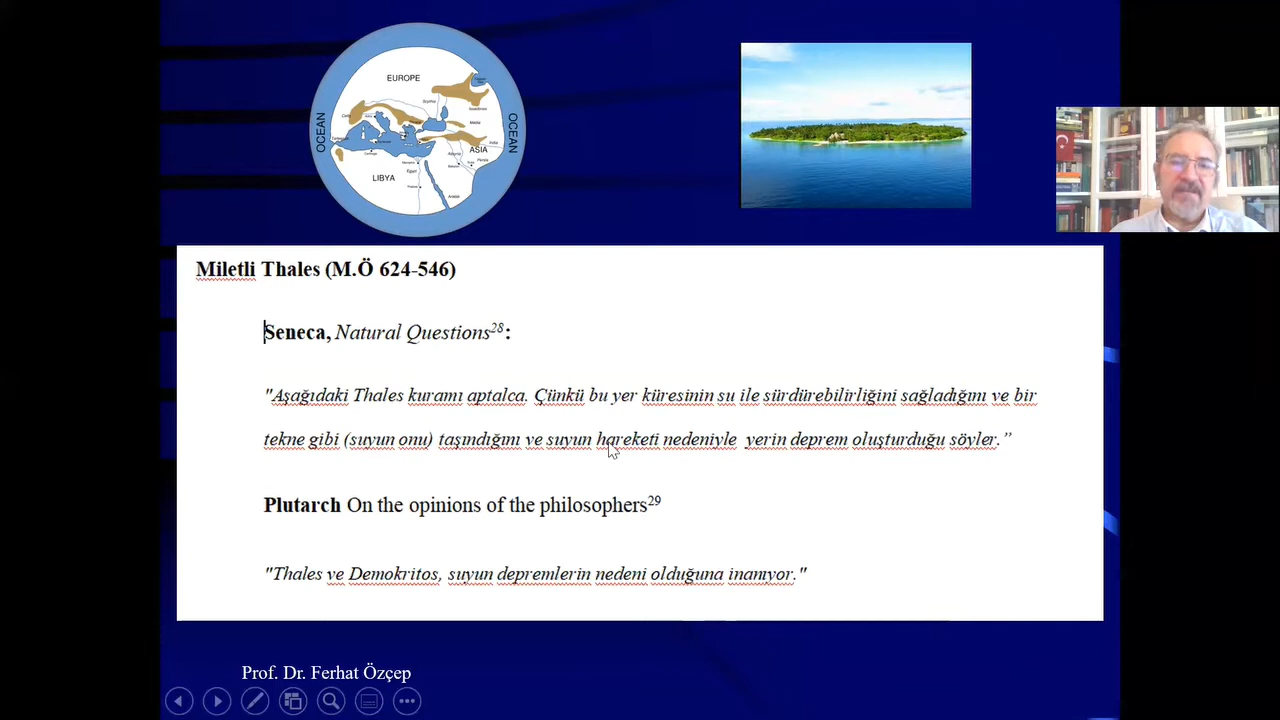 EUROPE
OCEAN
OCEAN
ASIA
LIBYA
Miletli Thales (M.Ö 624-546)
Seneca, Natural Questions28:
"Aşağıdaki Thales kuramı aptalca. Çünkü bu yer küresinin su ile sürdürebilirliğini sağladığını ve bir
tekne gibi (suyun onu) taşındığını ve suyun hareketi nedeniyle yerin deprem oluşturduğu söyler."
Plutarch On the opinions of the philosophers29
"Thales ve Demokritos, suyun depremlerin nedeni olduğuna inanıyor."
Prof. Dr. Ferhat Özçep